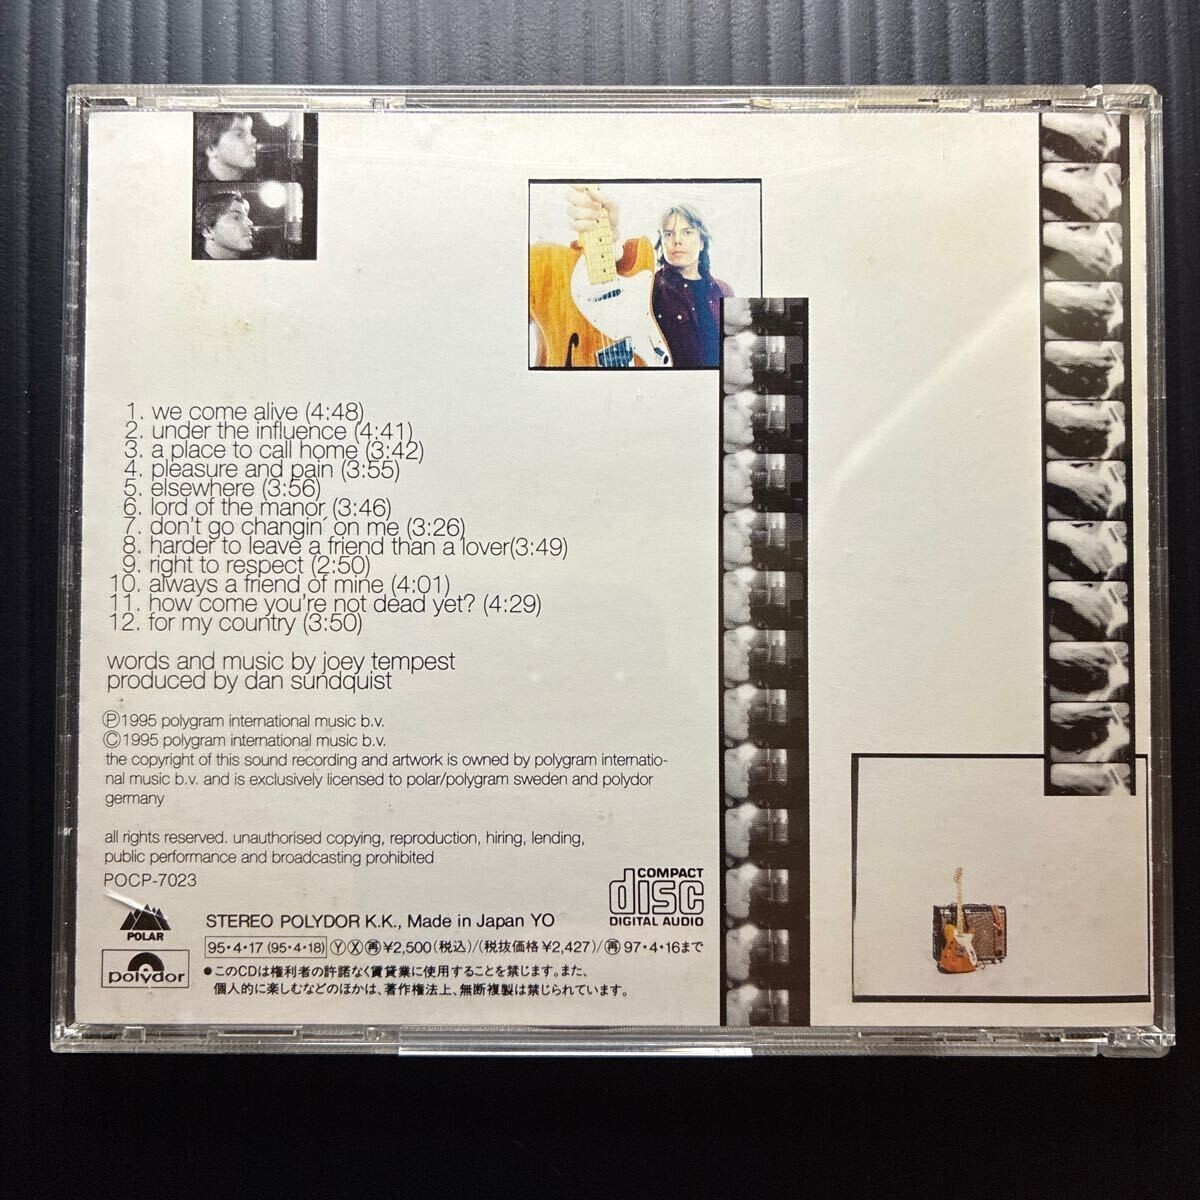 1. we come alive (4:48)
2. under the influence (4:41)
3. a place to call home (3:42)
4. pleasure and pain (3:55)
5. elsewhere (3:56)
6. lord of the manor (3:46)
7. don't go changin´ on me (3:26)
8. harder to leave a friend than a lover(3:49)
9. right to respect (2:50)
10. always a friend of mine (4:01)
11. how come you're not dead yet? (4:29)
12. for my country (3:50)
words and music by joey tempest
produced by dan sundquist
Ⓟ1995 polygram international music b.v.
Ⓒ1995 polygram international music b.v.
the copyright of this sound recording and artwork is owned by polygram internatio-
nal music b.v. and is exclusively licensed to polar/polygram sweden and polydor
germany
all rights reserved. unauthorised copying, reproduction, hiring, lending,
public performance and broadcasting prohibited
POCP-7023
COMPACT
disc
DIGITAL AUDIO
POLAR
polydor
STEREO POLYDOR K.K., Made in Japan YO
95・4・17 (95・4・18) ⓎⓍ㊞再 ¥2,500(税込)/(税抜価格¥2,427)/再 97・4・16まで
●このCDは権利者の許諾なく賃貸業に使用することを禁じます。また、
個人的に楽しむなどのほかは、著作権法上、無断複製は禁じられています。